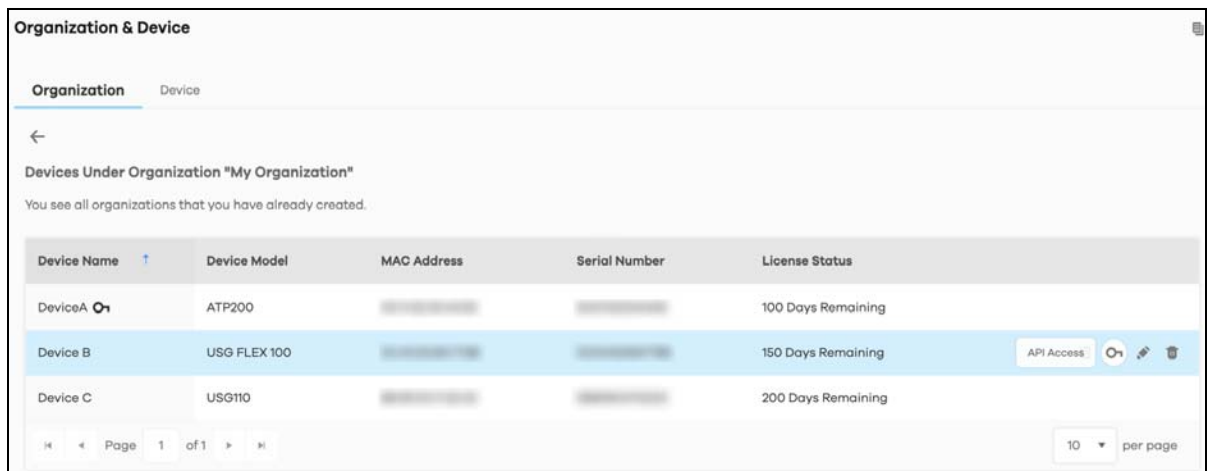 Organization & Device
Organization Device
Devices Under Organization "My Organization"
You see all organizations that you have already created.
Device Name Device Model MAC Address Serial Number License Status
DeviceA ATP200 100 Days Remaining
Device B USG FLEX 100 150 Days Remaining API Access
Device C USG110 200 Days Remaining
Page 1 of 1 10 per page